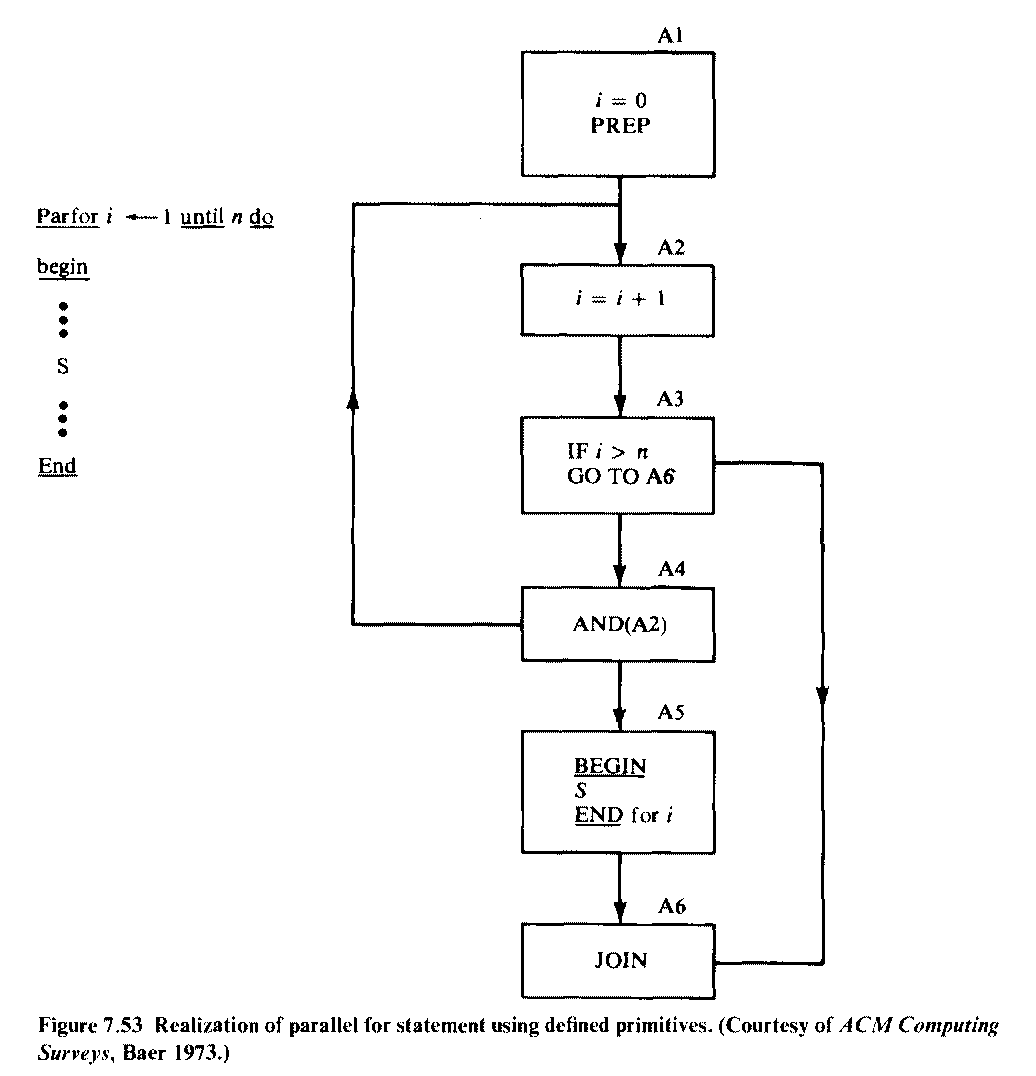 Parfor i ← 1 until n do
begin
S
End
A1
i = 0
PREP
A2
i = i + 1
A3
IF i > n
GO TO A6
A4
AND(A2)
A5
BEGIN
S
END for i
A6
JOIN
Figure 7.53 Realization of parallel for statement using defined primitives. (Courtesy of ACM Computing
Surveys, Baer 1973.)